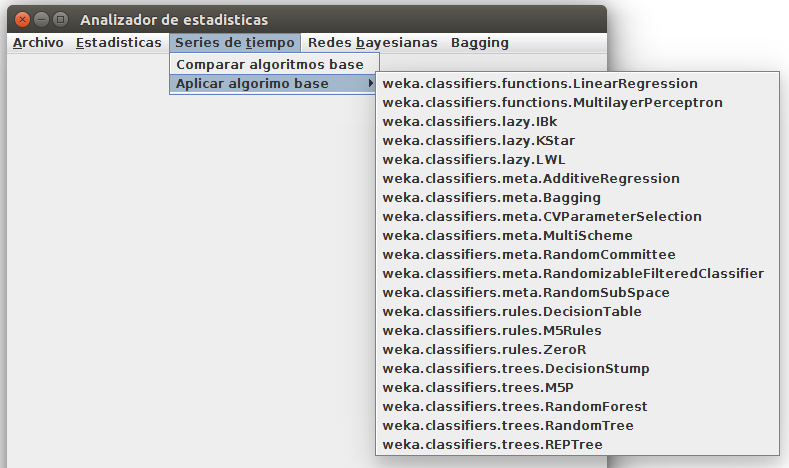 Analizador de estadisticas
Archivo Estadisticas Series de tiempo Redes bayesianas Bagging
Comparar algoritmos base
Aplicar algorimo base
weka.classifiers.functions.LinearRegression
weka.classifiers.functions.MultilayerPerceptron
weka.classifiers.lazy.IBk
weka.classifiers.lazy.KStar
weka.classifiers.lazy.LWL
weka.classifiers.meta.AdditiveRegression
weka.classifiers.meta.Bagging
weka.classifiers.meta.CVParameterSelection
weka.classifiers.meta.MultiScheme
weka.classifiers.meta.RandomCommittee
weka.classifiers.meta.RandomizableFilteredClassifier
weka.classifiers.meta.RandomSubSpace
weka.classifiers.rules.DecisionTable
weka.classifiers.rules.M5Rules
weka.classifiers.rules.ZeroR
weka.classifiers.trees.DecisionStump
weka.classifiers.trees.M5P
weka.classifiers.trees.RandomForest
weka.classifiers.trees.RandomTree
weka.classifiers.trees.REPTree